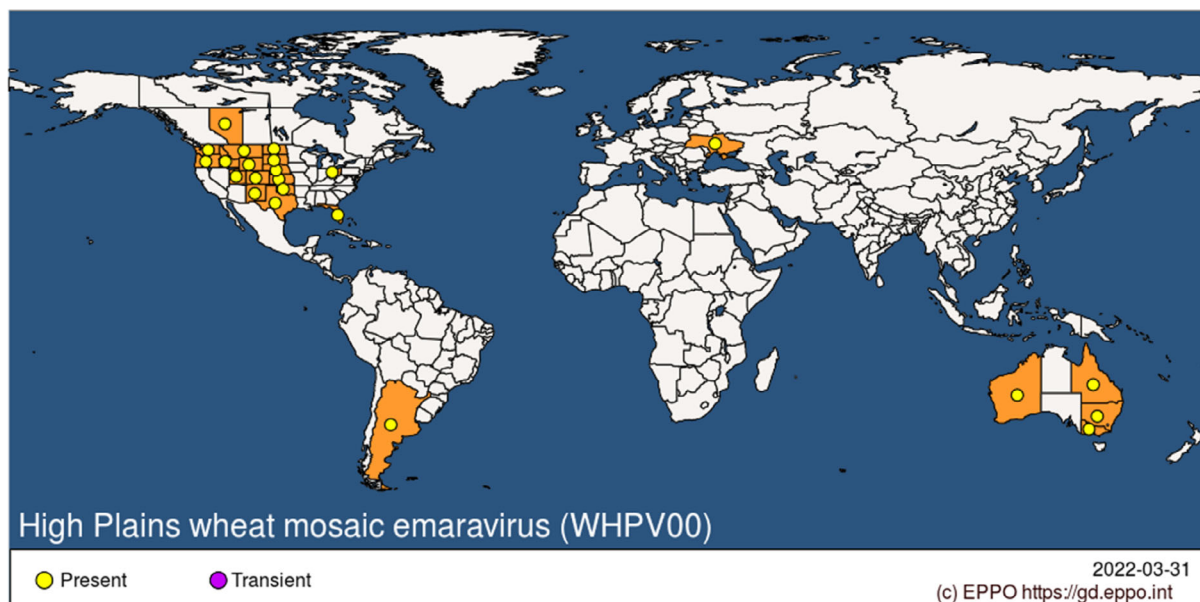 High Plains wheat mosaic emaravirus (WHPV00)
Present
Transient
2022-03-31
(c) EPPO https://gd.eppo.int